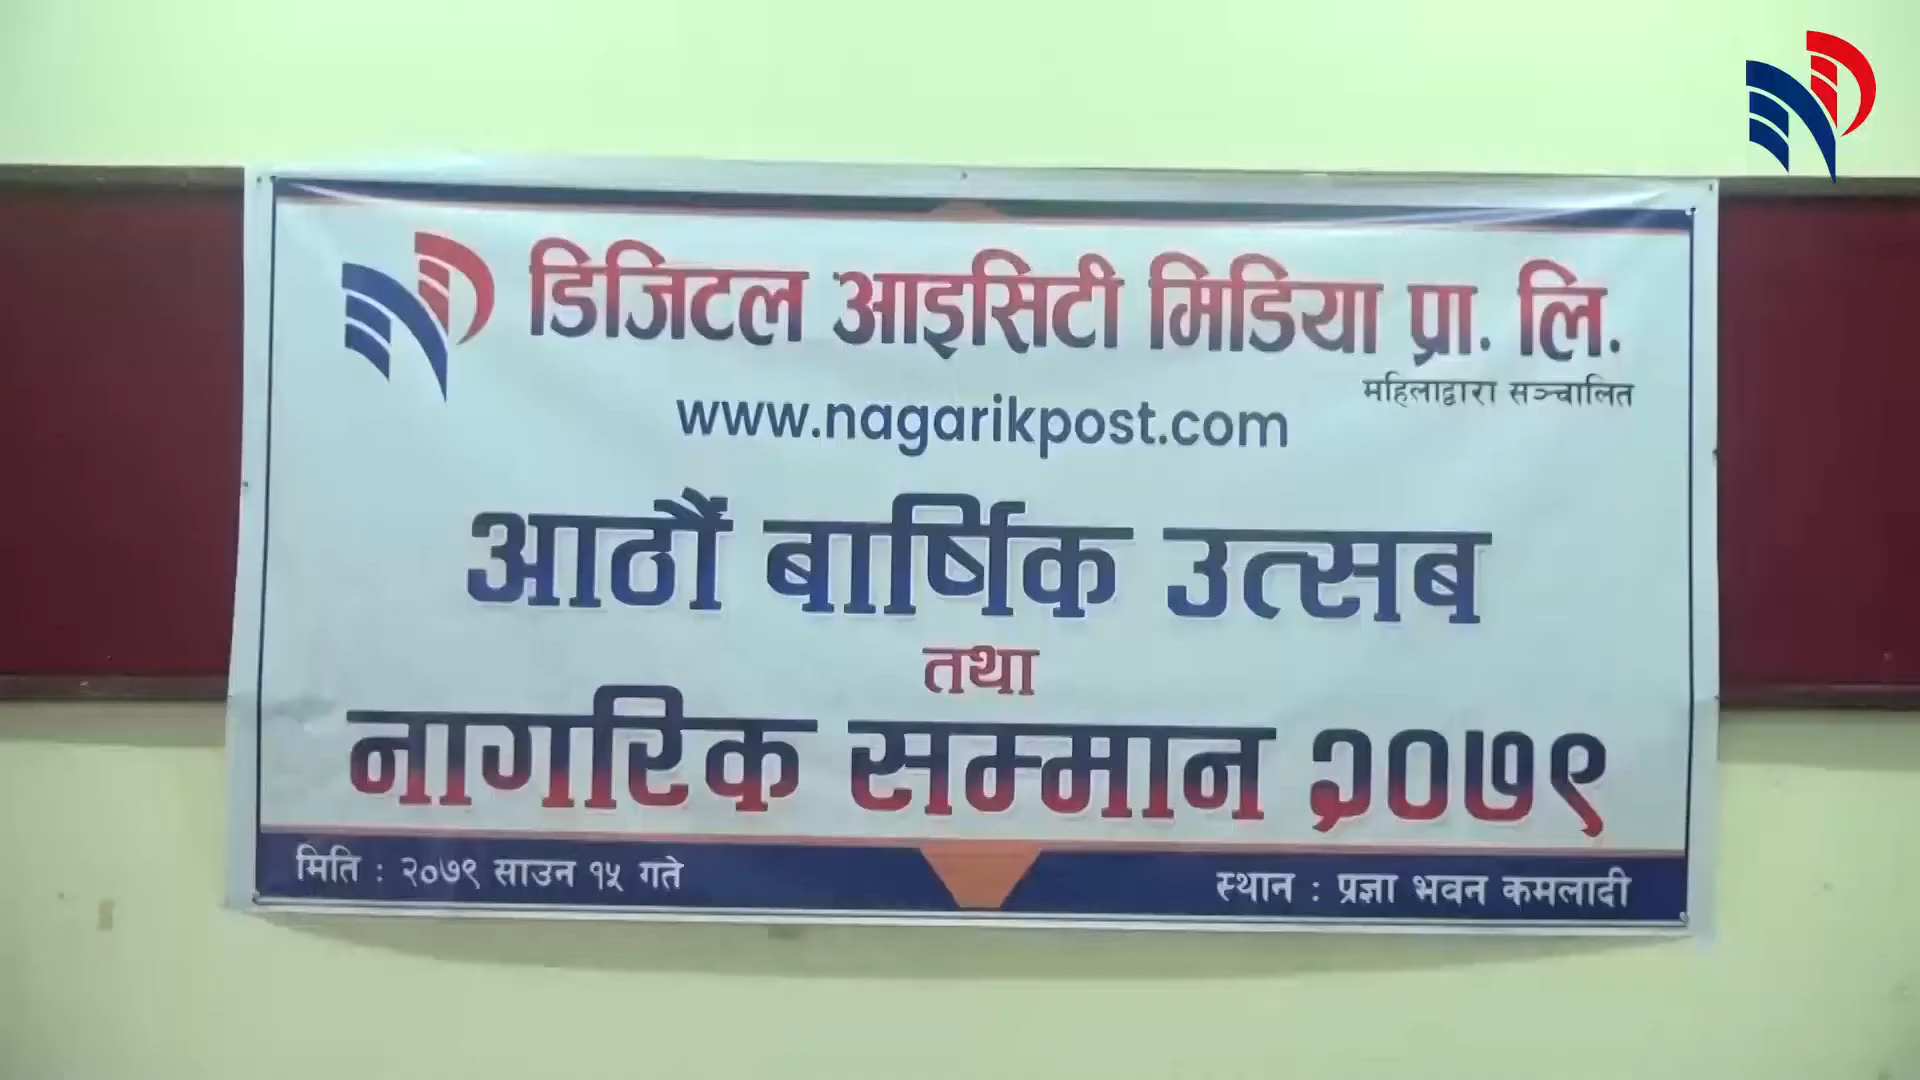 डिजिटल आइसिटी मिडिया प्रा. लि.
महिलाद्वारा सञ्चालित
www.nagarikpost.com
आठौं बार्षिक उत्सब
तथा
नागरिक सम्मान २०७९
मिति : २०७९ साउन १५ गते
स्थान : प्रज्ञा भवन कमलादी